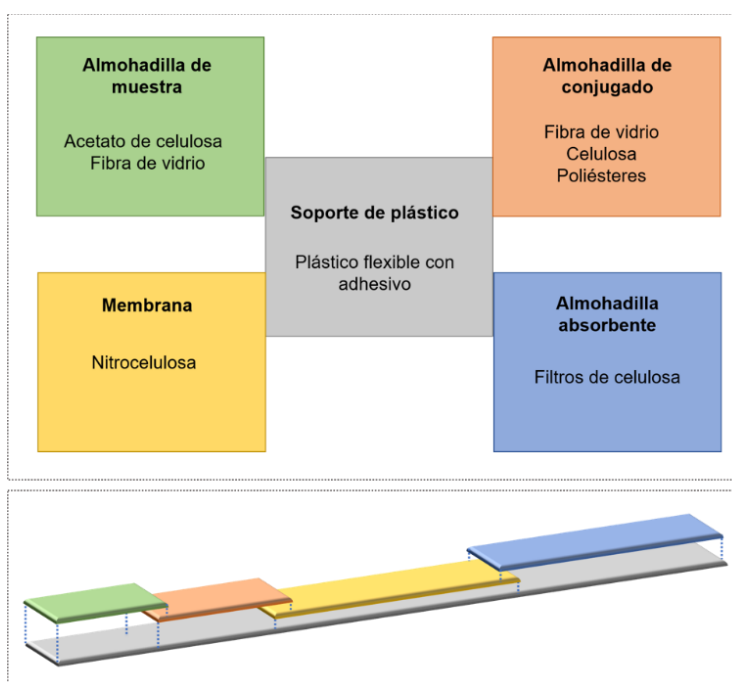 Almohadilla de
muestra
Acetato de celulosa
Fibra de vidrio
Almohadilla de
conjugado
Fibra de vidrio
Celulosa
Poliésteres
Soporte de plástico
Plástico flexible con
adhesivo
Membrana
Nitrocelulosa
Almohadilla
absorbente
Filtros de celulosa